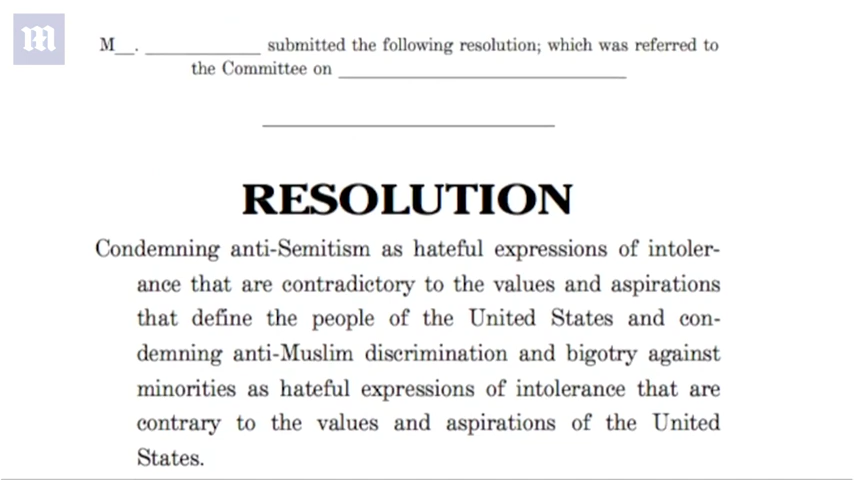 M__. ____________ submitted the following resolution; which was referred to
the Committee on ______________________________
RESOLUTION
Condemning anti-Semitism as hateful expressions of intoler-
ance that are contradictory to the values and aspirations
that define the people of the United States and con-
demning anti-Muslim discrimination and bigotry against
minorities as hateful expressions of intolerance that are
contrary to the values and aspirations of the United
States.